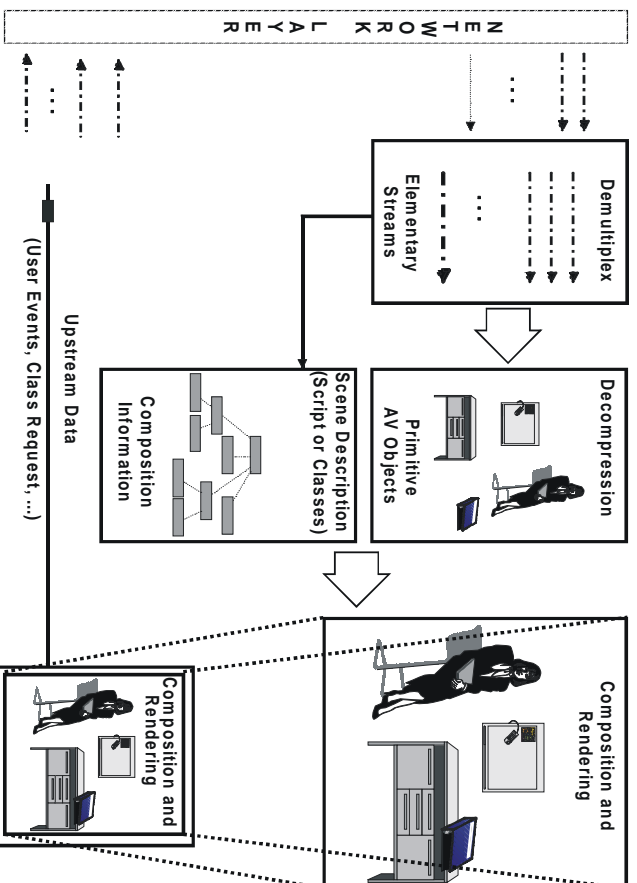 NETWORK LAYER
Demultiplex
Elementary
Streams
Decompression
Primitive
AV Objects
Scene Description
(Script or Classes)
Composition
Information
Composition and
Rendering
Upstream Data
(User Events, Class Request, ...)
Composition and
Rendering